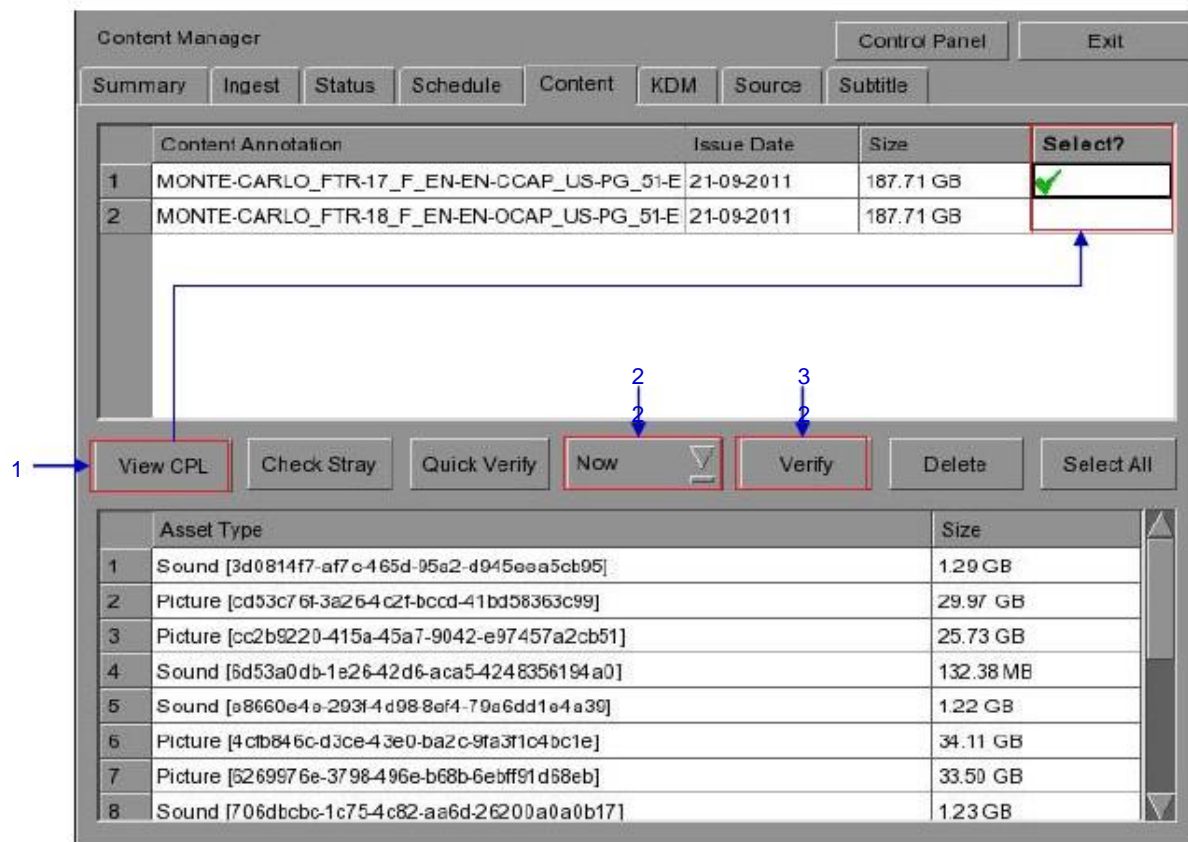 Content Manager
Control Panel
Exit
Summary Ingest Status Schedule Content KDM Source Subtitle
Content Annotation Issue Date Size Select?
1 MONTE-CARLO_FTR-17_F_EN-EN-CCAP_US-PG_51-E 21-09-2011 187.71 GB
2 MONTE-CARLO_FTR-18_F_EN-EN-OCAP_US-PG_51-E 21-09-2011 187.71 GB
2 3
2 2
1 View CPL Check Stray Quick Verify Now Verify Delete Select All
Asset Type Size
1 Sound [3d0814f7-af7c-465d-95a2-d945eea5cb95] 1.29 GB
2 Picture [cd53c76f-3a26-4c2f-bccd-41bd58363c99] 29.97 GB
3 Picture [cc2b9220-415a-45a7-9042-e97457a2cb51] 25.73 GB
4 Sound [6d53a0db-1e26-42d6-aca5-4248356194a0] 132.38 MB
5 Sound [e8660e4e-293f-4d98-8ef4-79a6dd1e4a39] 1.22 GB
6 Picture [4cfb846c-d3ce-43e0-ba2c-9fa3f1c4bc1e] 34.11 GB
7 Picture [6269976e-3798-496e-b68b-6ebff91d68eb] 33.50 GB
8 Sound [706dbcbc-1c75-4c82-aa6d-26200a0a0b17] 1.23 GB